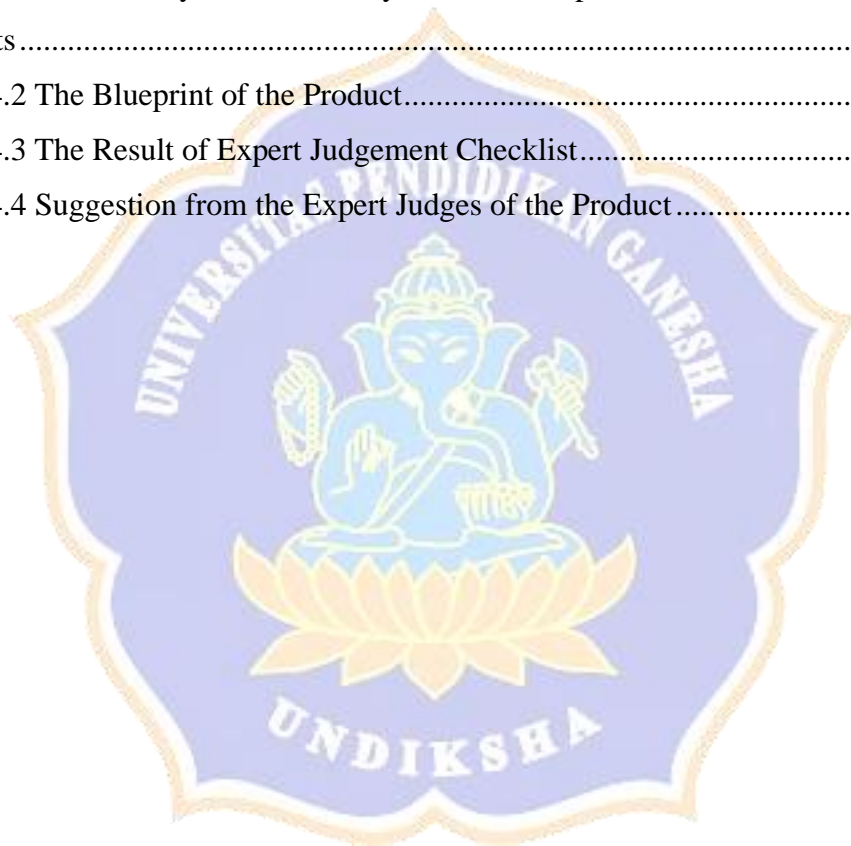 ts................................................................................................
.2 The Blueprint of the Product........................................................
.3 The Result of Expert Judgement Checklist..................................
.4 Suggestion from the Expert Judges of the Product......................
UNIVERSITAS PENDIDIKAN GANESHA
UNDIKSHA